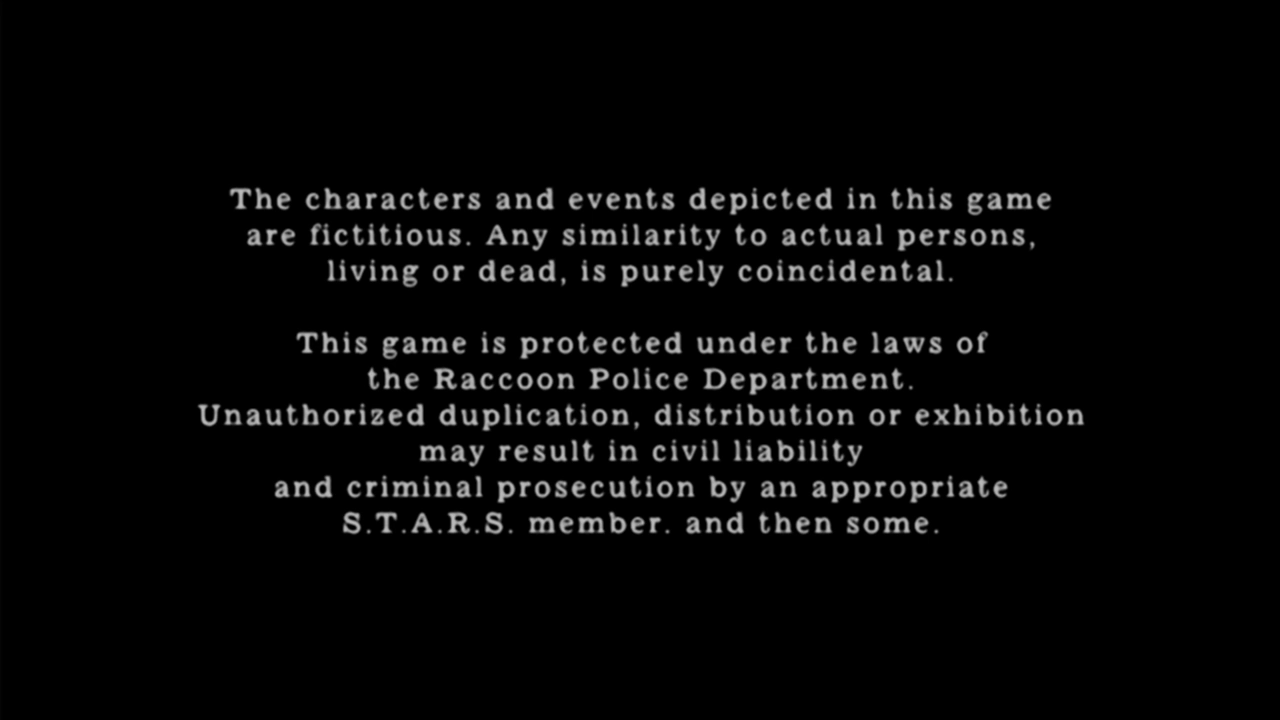 The characters and events depicted in this game
are fictitious. Any similarity to actual persons,
living or dead, is purely coincidental.
This game is protected under the laws of
the Raccoon Police Department.
Unauthorized duplication, distribution or exhibition
may result in civil liability
and criminal prosecution by an appropriate
S.T.A.R.S. member. and then some.